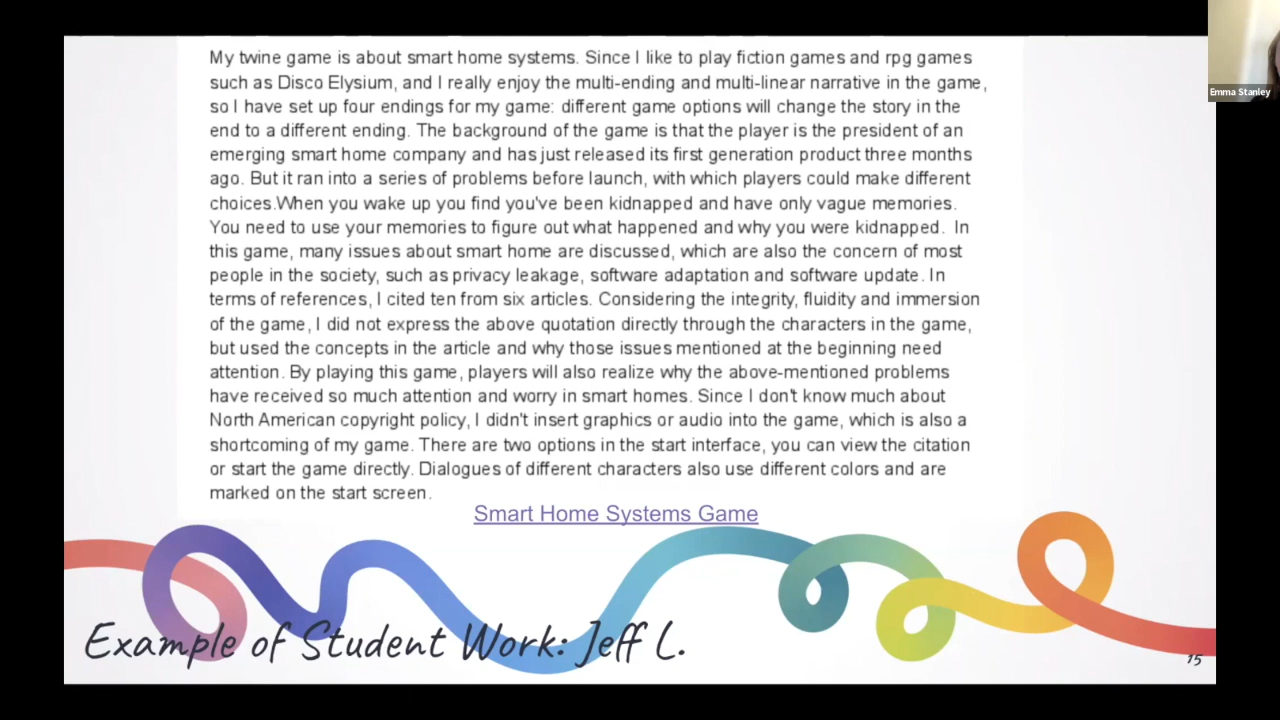 My twine game is about smart home systems. Since I like to play fiction games and rpg games
such as Disco Elysium, and I really enjoy the multi-ending and multi-linear narrative in the game,
so I have set up four endings for my game: different game options will change the story in the
end to a different ending. The background of the game is that the player is the president of an
emerging smart home company and has just released its first generation product three months
ago. But it ran into a series of problems before launch, with which players could make different
choices.When you wake up you find you've been kidnapped and have only vague memories.
You need to use your memories to figure out what happened and why you were kidnapped. In
this game, many issues about smart home are discussed, which are also the concern of most
people in the society, such as privacy leakage, software adaptation and software update. In
terms of references, I cited ten from six articles. Considering the integrity, fluidity and immersion
of the game, I did not express the above quotation directly through the characters in the game,
but used the concepts in the article and why those issues mentioned at the beginning need
attention. By playing this game, players will also realize why the above-mentioned problems
have received so much attention and worry in smart homes. Since I don't know much about
North American copyright policy, I didn't insert graphics or audio into the game, which is also a
shortcoming of my game. There are two options in the start interface, you can view the citation
or start the game directly. Dialogues of different characters also use different colors and are
marked on the start screen.
Smart Home Systems Game
Example of Student Work: Jeff L.
15
Emma Stanley